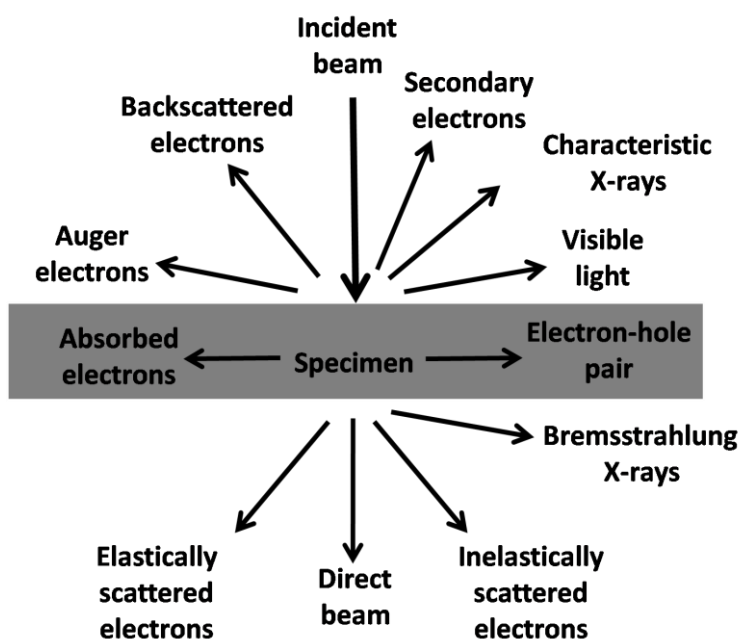 Incident
beam
Secondary
electrons
Backscattered
electrons
Characteristic
X-rays
Auger
electrons
Visible
light
Absorbed
electrons
Specimen
Electron-hole
pair
Bremsstrahlung
X-rays
Elastically
scattered
electrons
Direct
beam
Inelastically
scattered
electrons